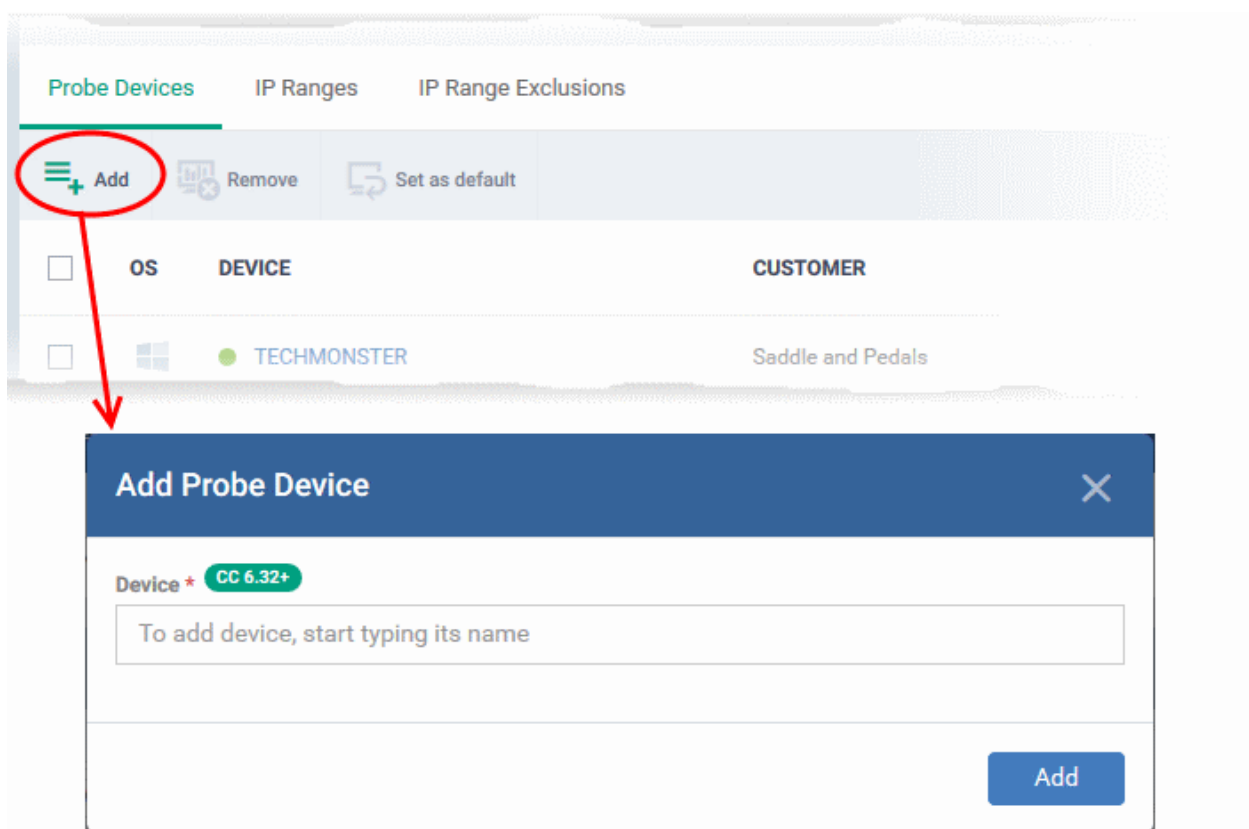 Probe Devices IP Ranges IP Range Exclusions
Add Remove Set as default
OS DEVICE CUSTOMER
TECHMONSTER Saddle and Pedals
Add Probe Device
Device * CC 6.32+
To add device, start typing its name
Add